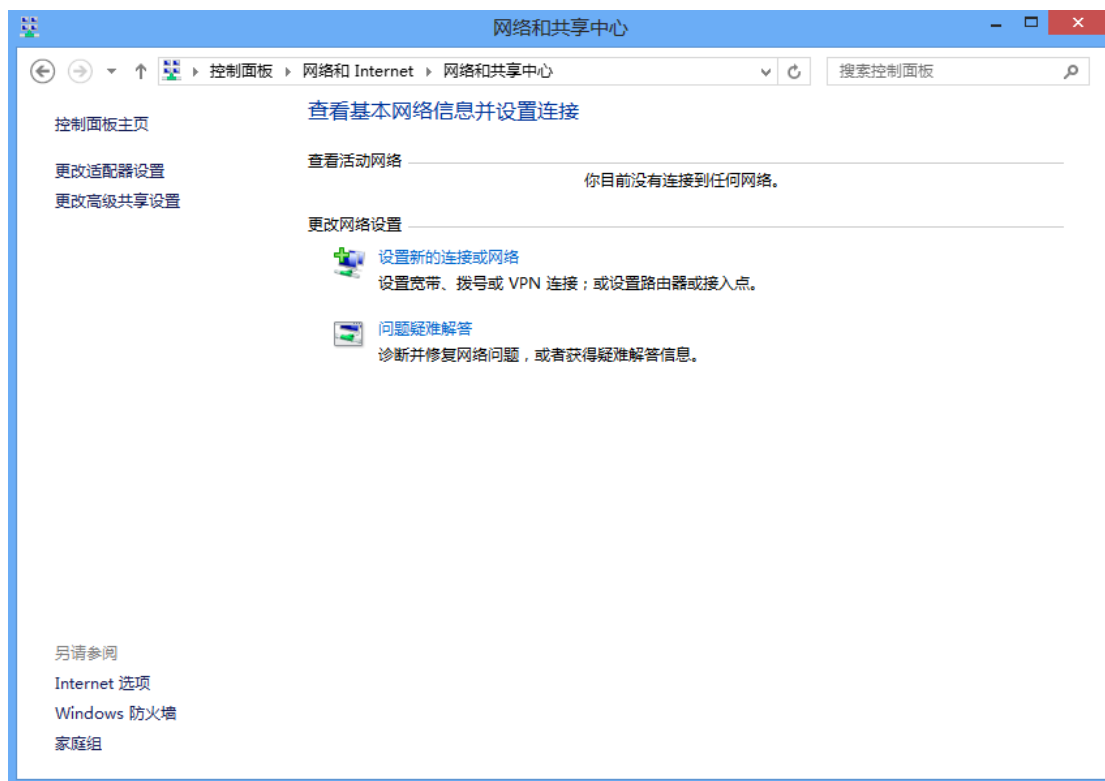 网络和共享中心
控制面板 网络和 Internet 网络和共享中心
搜索控制面板
控制面板主页
更改适配器设置
更改高级共享设置
查看基本网络信息并设置连接
查看活动网络
你目前没有连接到任何网络。
更改网络设置
设置新的连接或网络
设置宽带、拨号或 VPN 连接；或设置路由器或接入点。
问题疑难解答
诊断并修复网络问题，或者获得疑难解答信息。
另请参阅
Internet 选项
Windows 防火墙
家庭组